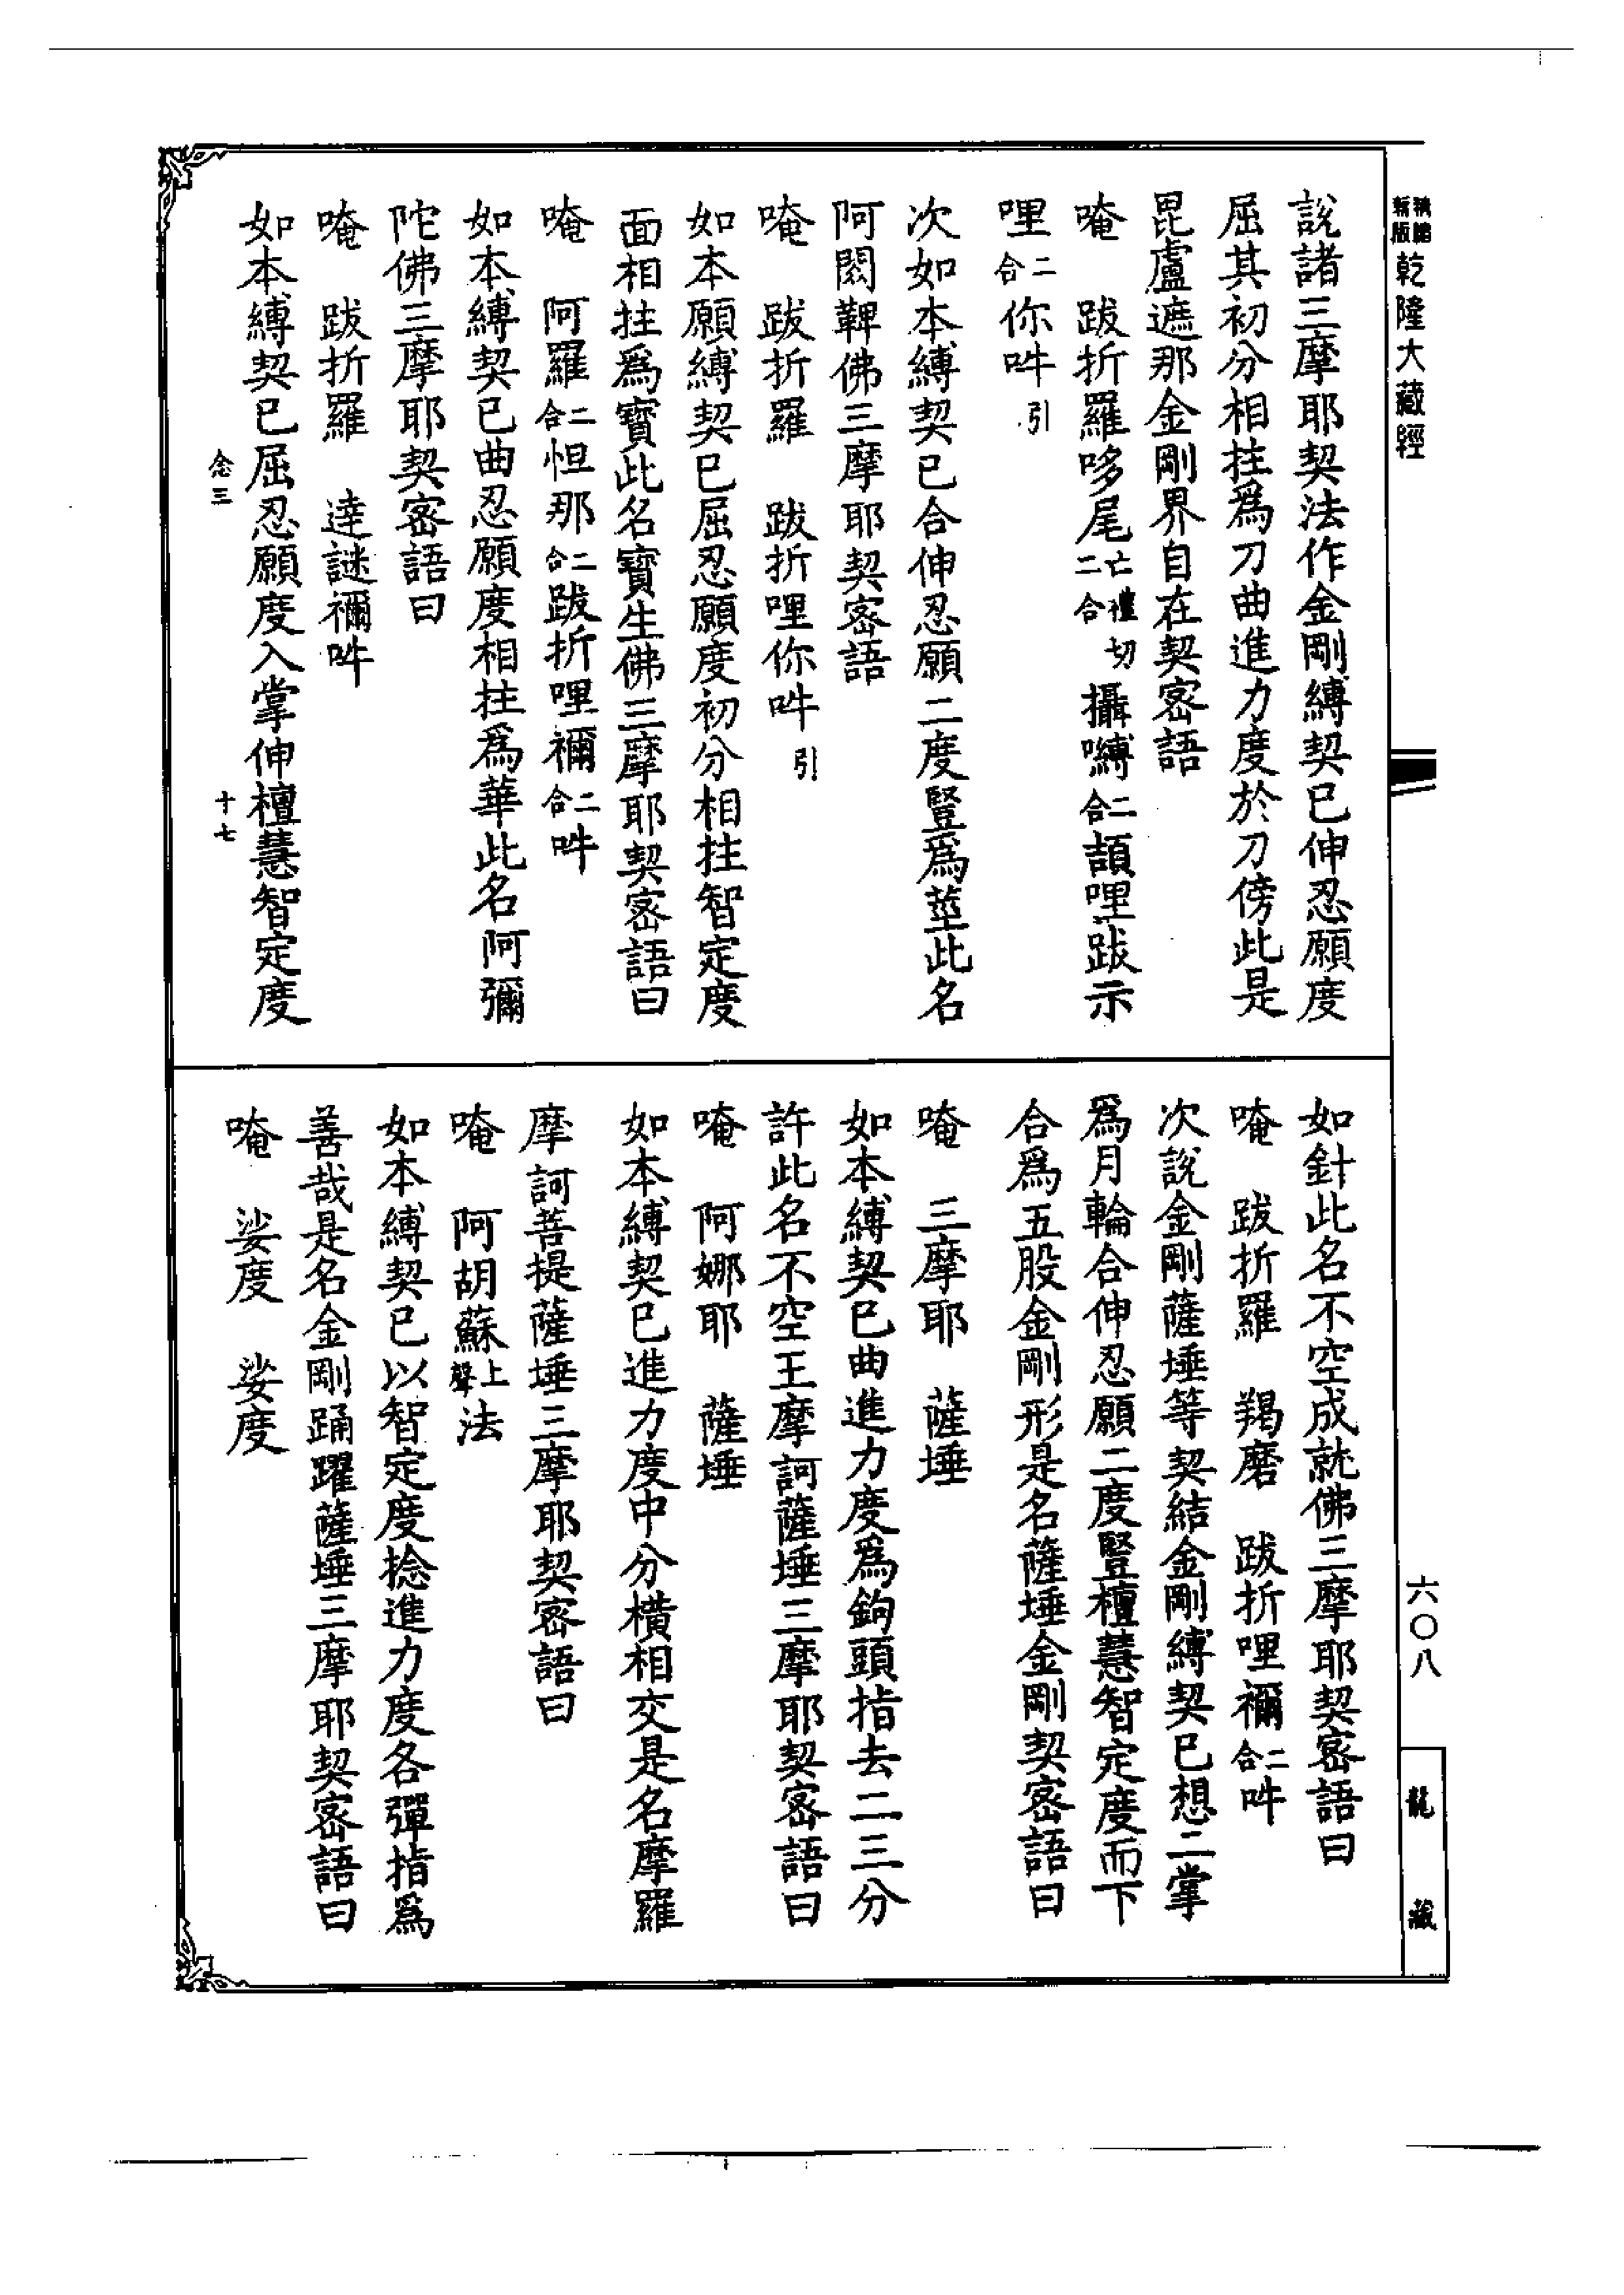 乾隆大藏經
說諸三摩耶契法作金剛縛契已伸忍願度
屈其初分相拄爲刀曲進力度於刀傍此是
毘盧遮那金剛界自在契密語
唵　跋折羅哆尾亡禮切二合攝嚩二合頡哩跋示
哩二合你吽引
次如本縛契已合伸忍願二度豎爲莖此名
阿閦鞞佛三摩耶契密語
唵　跋折羅　跋折哩你吽引
如本願縛契已屈忍願度初分相拄智定度
面相拄爲寶此名寶生佛三摩耶契密語曰
唵　阿羅二合怛那二合跋折哩禰二合吽
如本縛契已曲忍願度相拄爲華此名阿彌
陀佛三摩耶契密語曰
唵　跋折羅　達謎禰吽
如本縛契已屈忍願度入掌伸檀慧智定度
念三　十七
如針此名不空成就佛三摩耶契密語曰
唵　跋折羅　羯磨　跋折哩禰二合吽
次說金剛薩埵等契結金剛縛契已想二掌
爲月輪合伸忍願二度豎檀慧智定度而下
合爲五股金剛形是名薩埵金剛契密語曰
唵　三摩耶　薩埵
如本縛契已曲進力度爲鉤頭指去二三分
許此名不空王摩訶薩埵三摩耶契密語曰
唵　阿娜耶　薩埵
如本縛契已進力度中分橫相交是名摩羅
摩訶菩提薩埵三摩耶契密語曰
唵　阿胡蘇上聲法
如本縛契已以智定度捻進力度各彈指爲
善哉是名金剛踊躍薩埵三摩耶契密語曰
唵　娑度　娑度
六〇八
龍藏